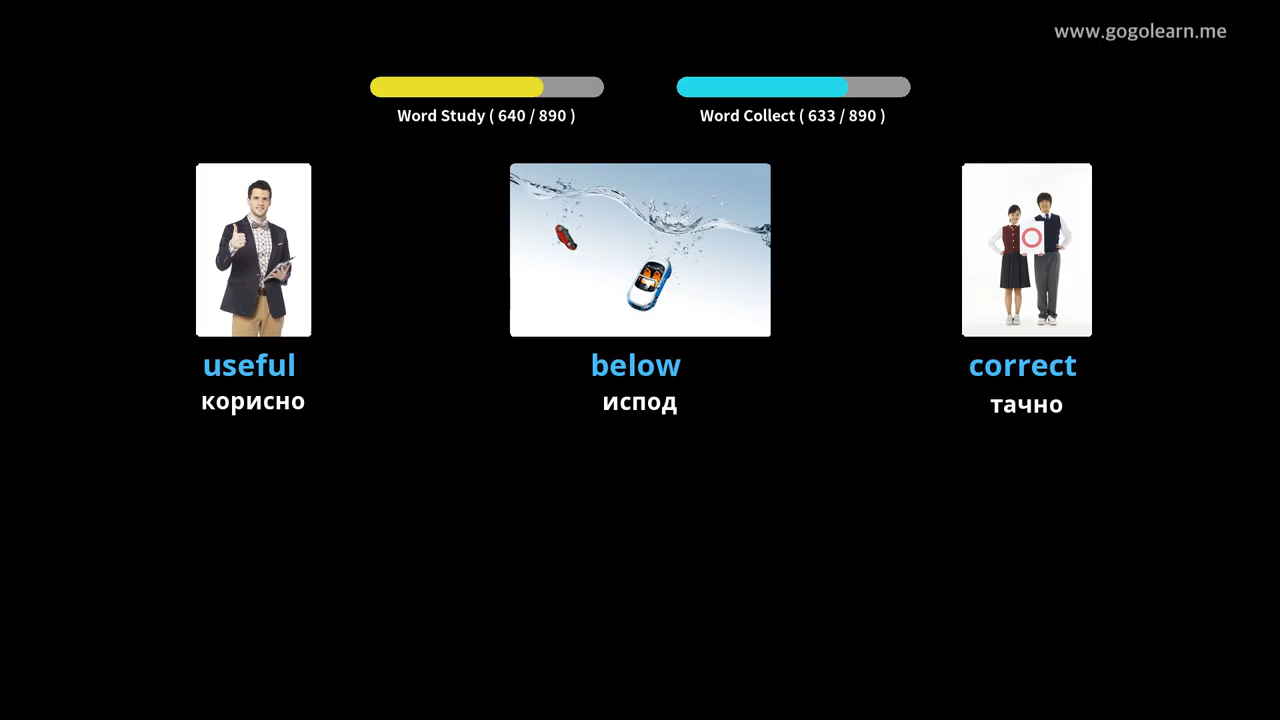 www.gogolearn.me
Word Study ( 640 / 890 )
Word Collect ( 633 / 890 )
useful
корисно
below
испод
correct
тачно